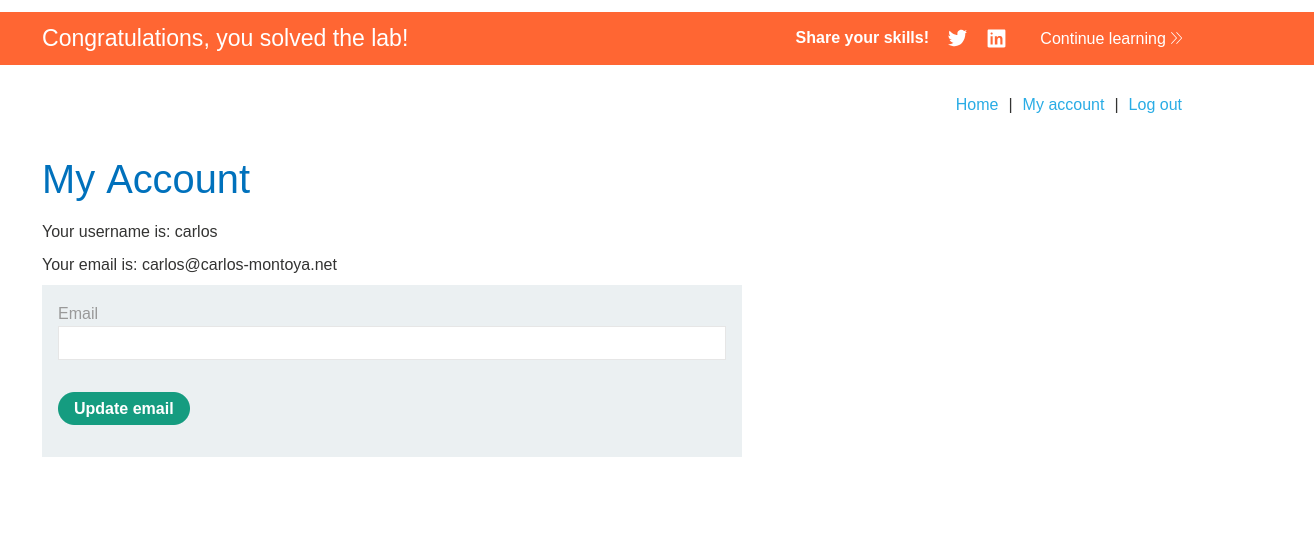 Congratulations, you solved the lab!
Share your skills!
Continue learning
Home | My account | Log out
My Account
Your username is: carlos
Your email is: carlos@carlos-montoya.net
Email
Update email